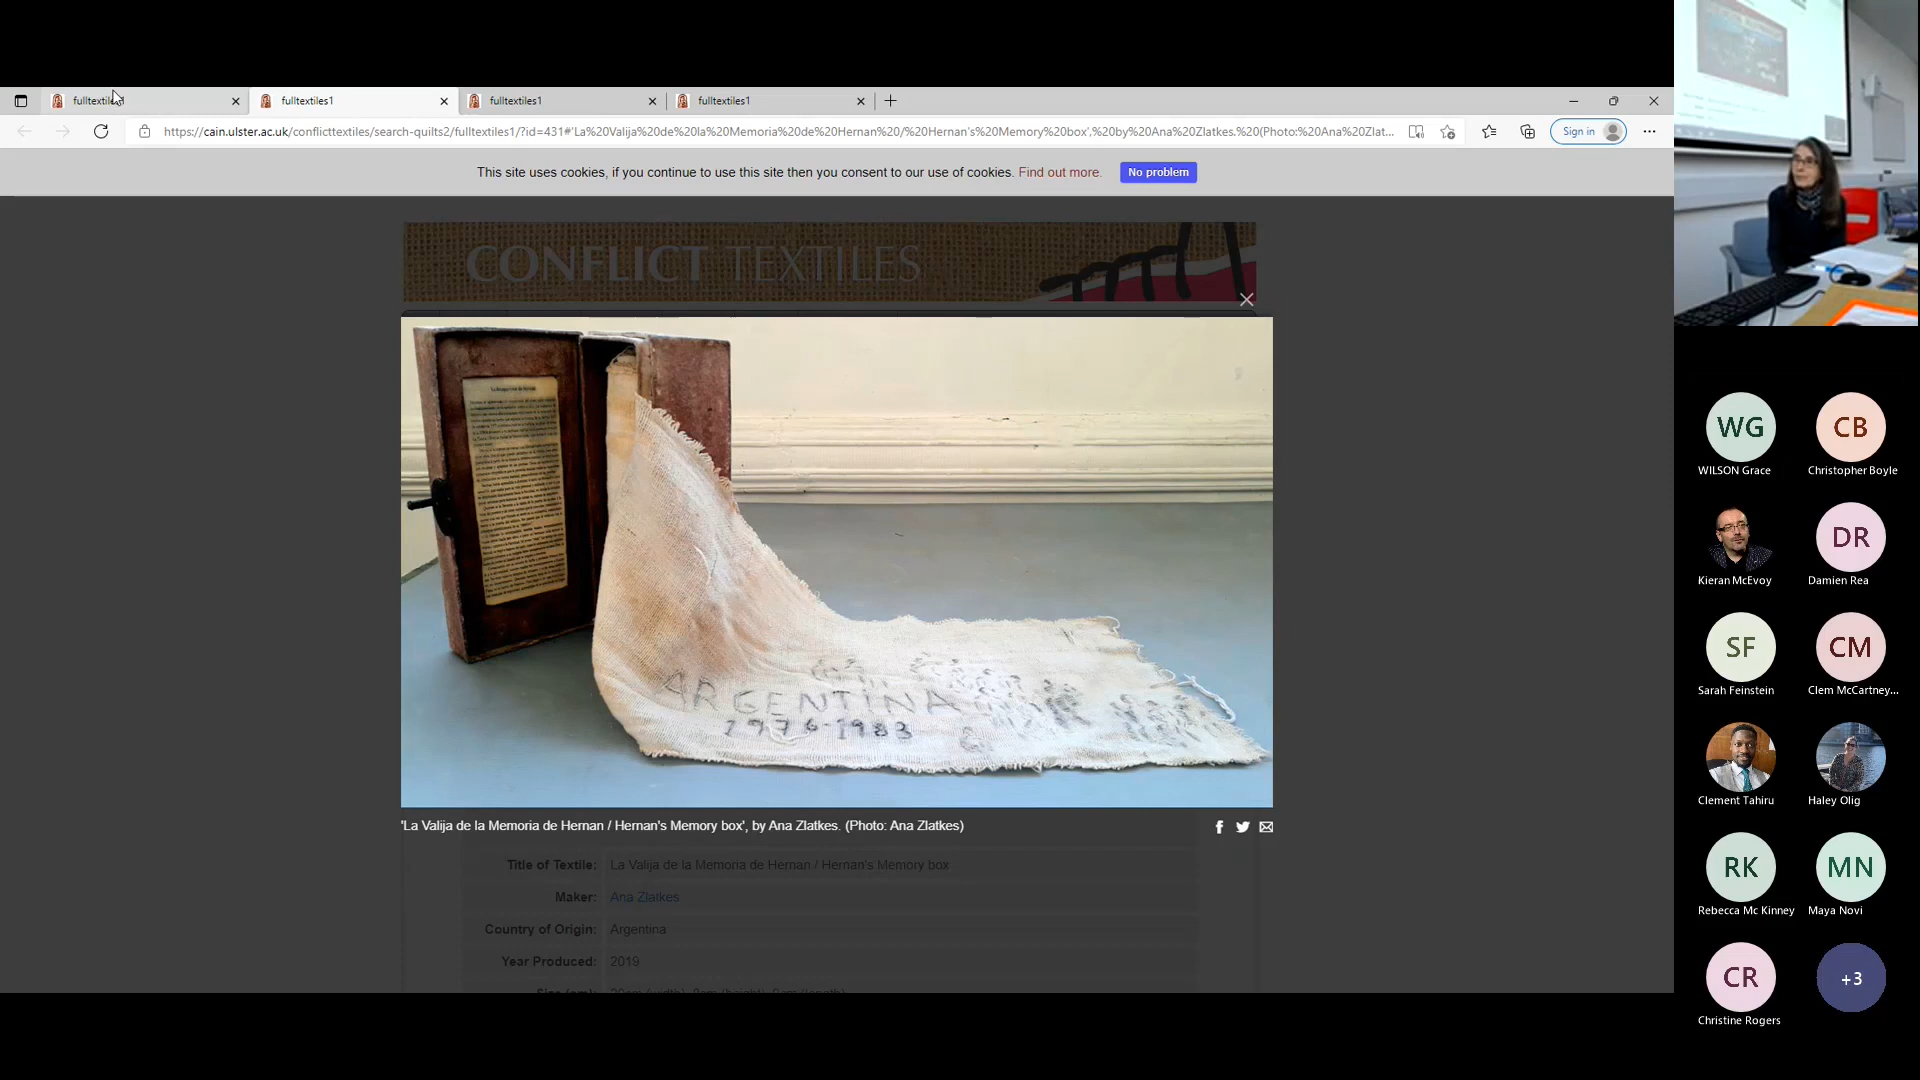 fulltextiles1
fulltextiles1
fulltextiles1
fulltextiles1
https://cain.ulster.ac.uk/conflicttextiles/search-quilts2/fulltextiles1/?id=431#'La%20Valija%20de%20la%20Memoria%20de%20Hernan%20/%20Hernan's%20Memory%20box',%20by%20Ana%20Zlatkes.%20(Photo:%20Ana%20Zlat...
Sign in
This site uses cookies, if you continue to use this site then you consent to our use of cookies. Find out more.
No problem
CONFLICT TEXTILES
ARGENTINA
1976-1983
'La Valija de la Memoria de Hernan / Hernan's Memory box', by Ana Zlatkes. (Photo: Ana Zlatkes)
Title of Textile: La Valija de la Memoria de Hernan / Hernan's Memory box
Maker: Ana Zlatkes
Country of Origin: Argentina
Year Produced: 2019
WG
WILSON Grace
CB
Christopher Boyle
Kieran McEvoy
DR
Damien Rea
SF
Sarah Feinstein
CM
Clem McCartney...
Clement Tahiru
Haley Olig
RK
Rebecca Mc Kinney
MN
Maya Novi
CR
Christine Rogers
+3